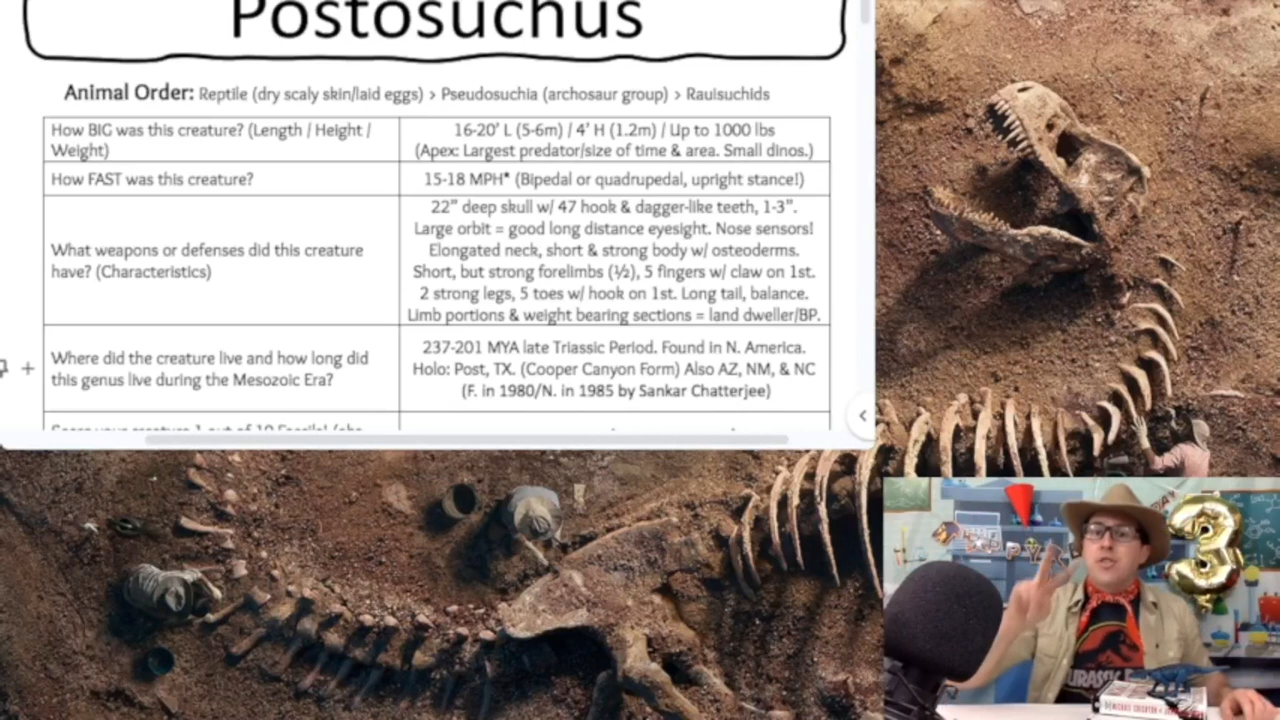 Postosuchus
Animal Order: Reptile (dry scaly skin/laid eggs) > Pseudosuchia (archosaur group) > Rauisuchids
How BIG was this creature? (Length / Height /
Weight)
16-20' L (5-6m) / 4' H (1.2m) / Up to 1000 lbs
(Apex: Largest predator/size of time & area. Small dinos.)
How FAST was this creature?
15-18 MPH* (Bipedal or quadrupedal, upright stance!)
What weapons or defenses did this creature
have? (Characteristics)
22" deep skull w/ 47 hook & dagger-like teeth, 1-3".
Large orbit = good long distance eyesight. Nose sensors!
Elongated neck, short & strong body w/ osteoderms.
Short, but strong forelimbs (½), 5 fingers w/ claw on 1st.
2 strong legs, 5 toes w/ hook on 1st. Long tail, balance.
Limb portions & weight bearing sections = land dweller/BP.
Where did the creature live and how long did
this genus live during the Mesozoic Era?
237-201 MYA late Triassic Period. Found in N. America.
Holo: Post, TX. (Cooper Canyon Form) Also AZ, NM, & NC
(F. in 1980/N. in 1985 by Sankar Chatterjee)
3
JURASSIC
MICHAEL CRICHTON